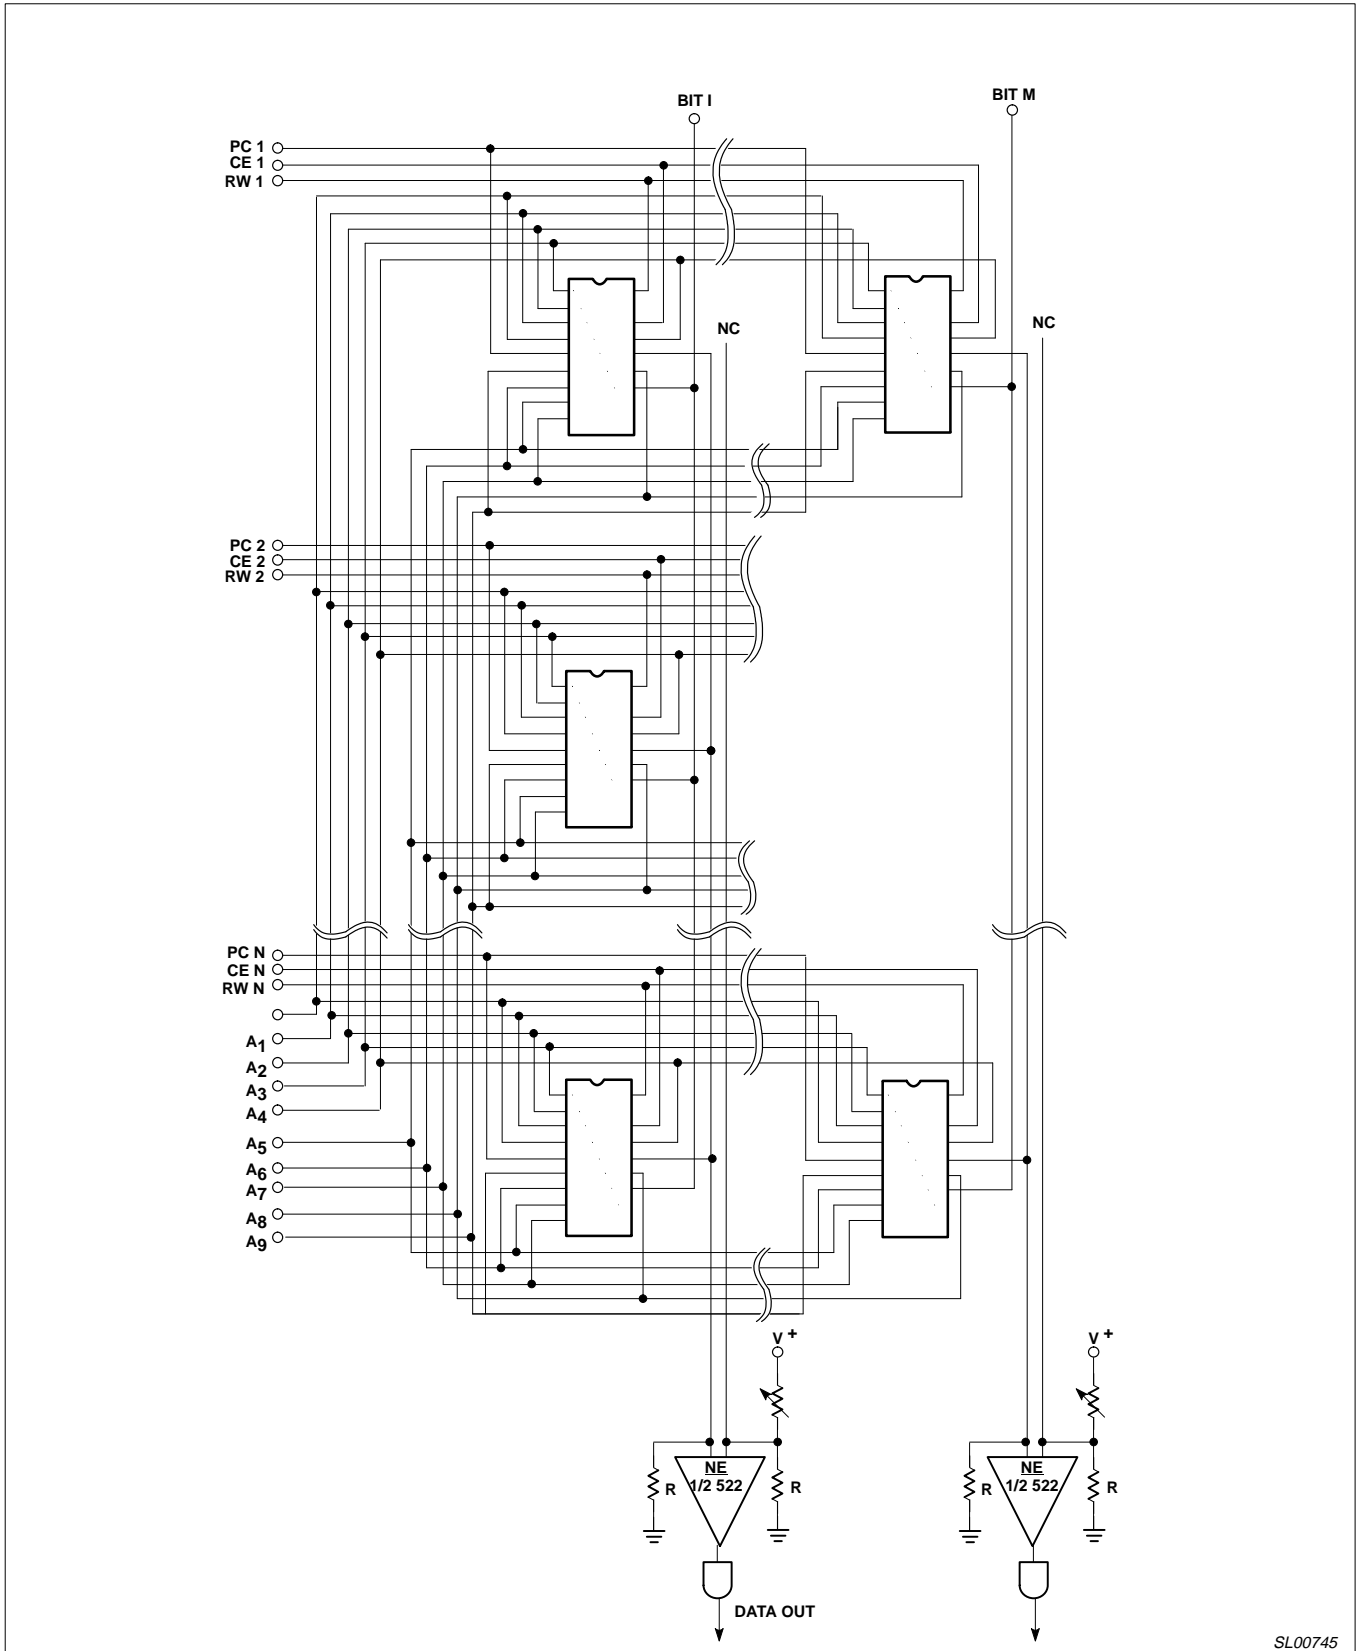 BIT I
BIT M
PC 1
CE 1
RW 1
NC
NC
PC 2
CE 2
RW 2
PC N
CE N
RW N
A1
A2
A3
A4
A5
A6
A7
A8
A9
V+
V+
R
NE
1/2 522
R
R
NE
1/2 522
R
DATA OUT
SL00745